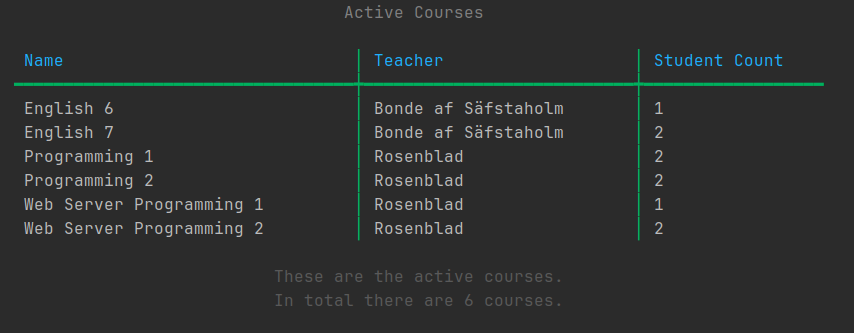 Active Courses
Name Teacher Student Count
English 6 Bonde af Säfstaholm 1
English 7 Bonde af Säfstaholm 2
Programming 1 Rosenblad 2
Programming 2 Rosenblad 2
Web Server Programming 1 Rosenblad 1
Web Server Programming 2 Rosenblad 2
These are the active courses.
In total there are 6 courses.